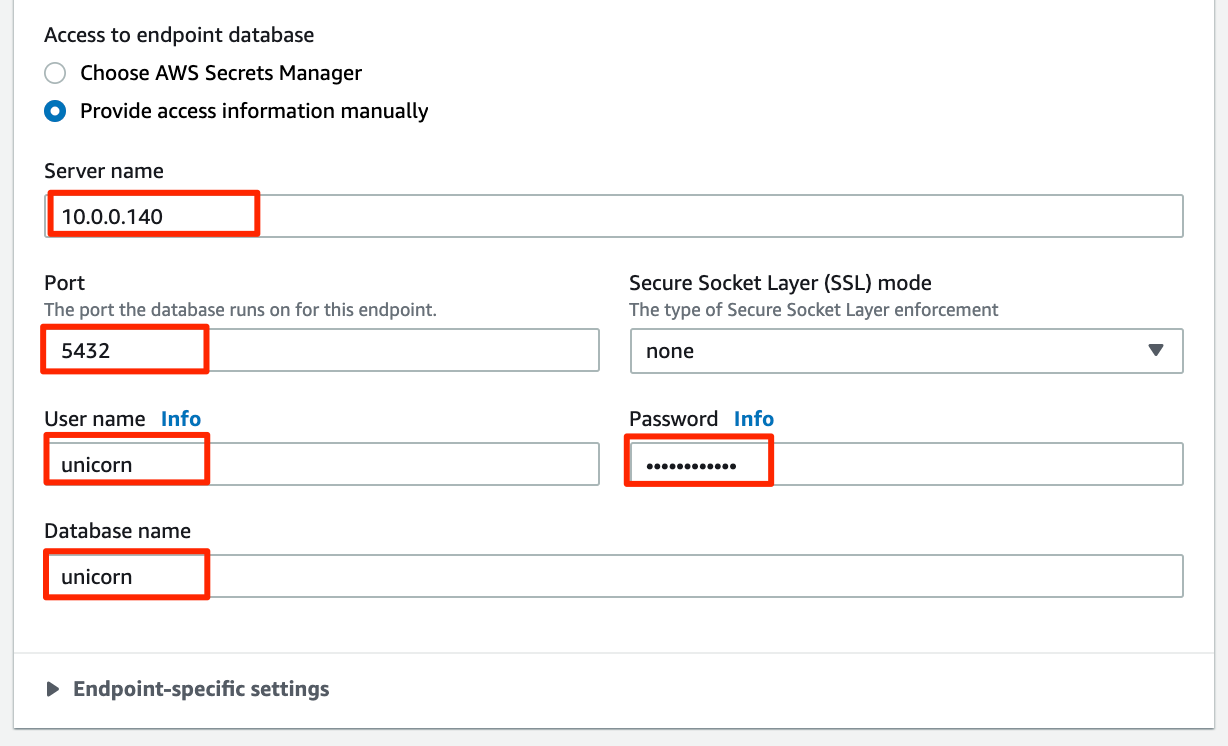 Access to endpoint database
Choose AWS Secrets Manager
Provide access information manually
Server name
10.0.0.140
Port
The port the database runs on for this endpoint.
5432
Secure Socket Layer (SSL) mode
The type of Secure Socket Layer enforcement
none
User name Info
unicorn
Password Info
••••••••••••
Database name
unicorn
Endpoint-specific settings